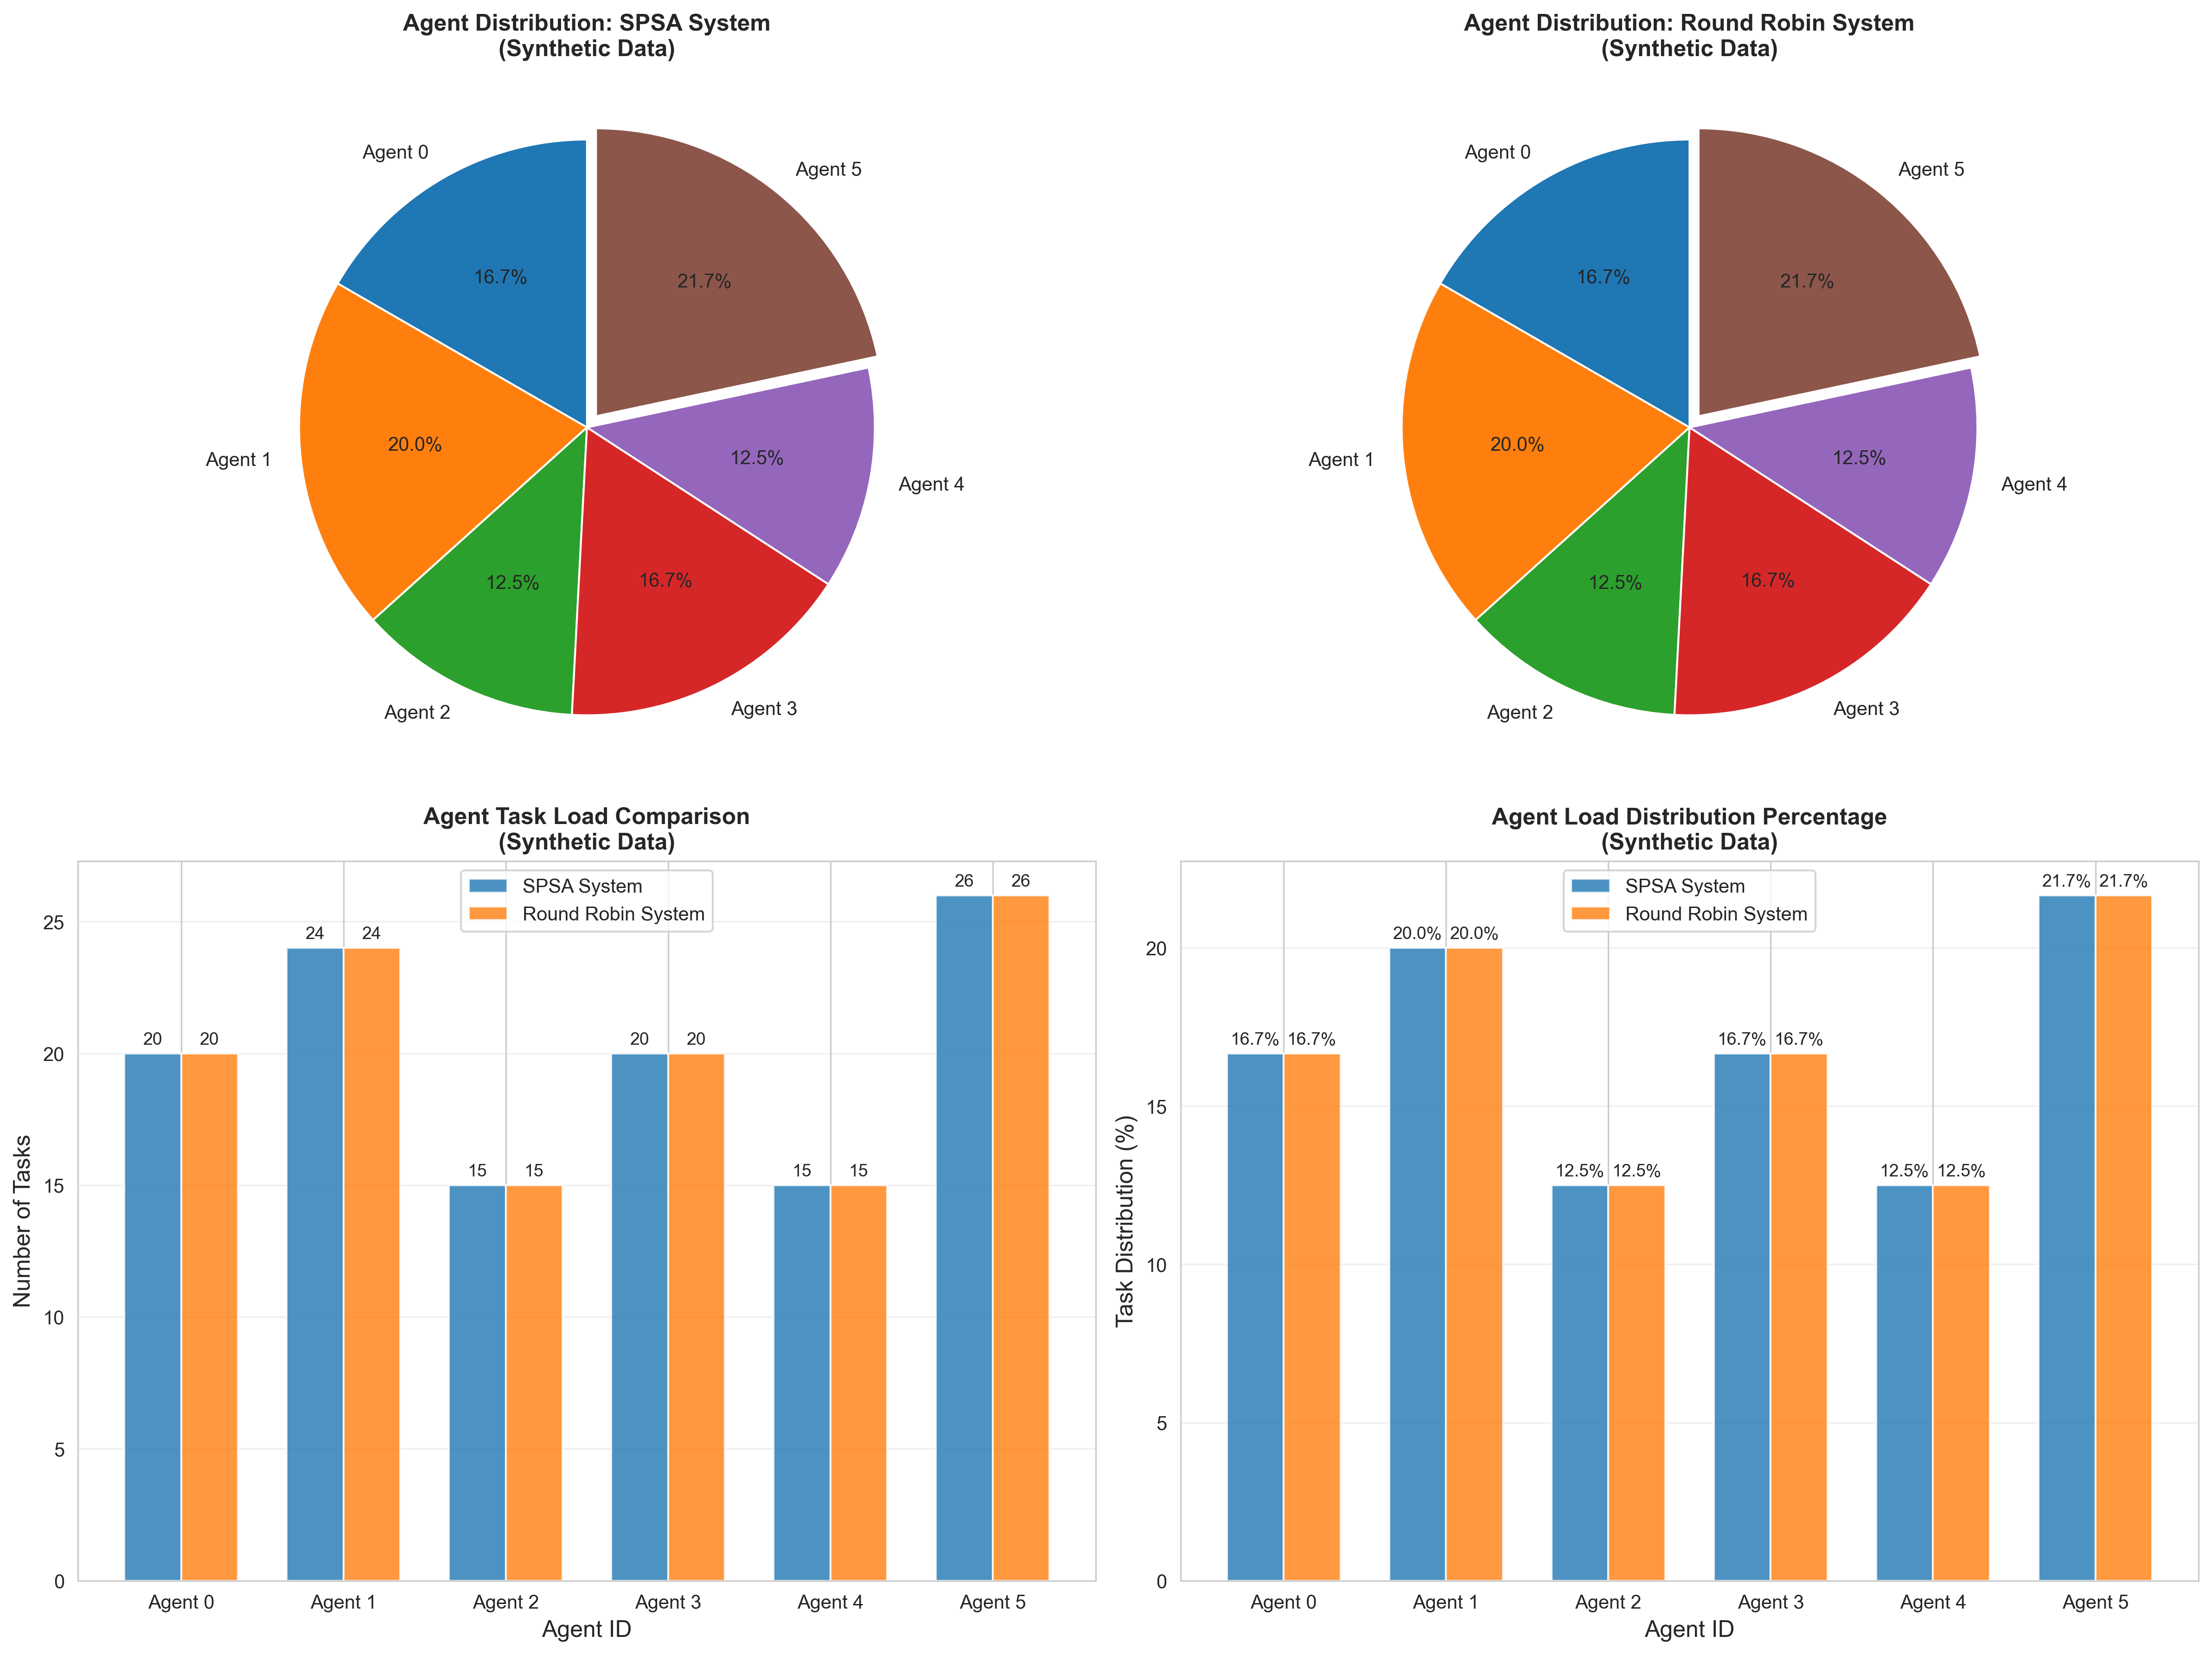 Agent Distribution: SPSA System
(Synthetic Data)
Agent 0
Agent 5
16.7%
21.7%
20.0%
Agent 1
12.5%
Agent 4
12.5%
16.7%
Agent 2
Agent 3
Agent Distribution: Round Robin System
(Synthetic Data)
Agent 0
Agent 5
16.7%
21.7%
20.0%
Agent 1
12.5%
Agent 4
12.5%
16.7%
Agent 2
Agent 3
Agent Task Load Comparison
(Synthetic Data)
SPSA System
Round Robin System
Number of Tasks
25
20
15
10
5
0
20 20
24 24
15 15
20 20
15 15
26 26
Agent 0 Agent 1 Agent 2 Agent 3 Agent 4 Agent 5
Agent ID
Agent Load Distribution Percentage
(Synthetic Data)
SPSA System
Round Robin System
Task Distribution (%)
20
15
10
5
0
16.7% 16.7%
20.0% 20.0%
12.5% 12.5%
16.7% 16.7%
12.5% 12.5%
21.7% 21.7%
Agent 0 Agent 1 Agent 2 Agent 3 Agent 4 Agent 5
Agent ID